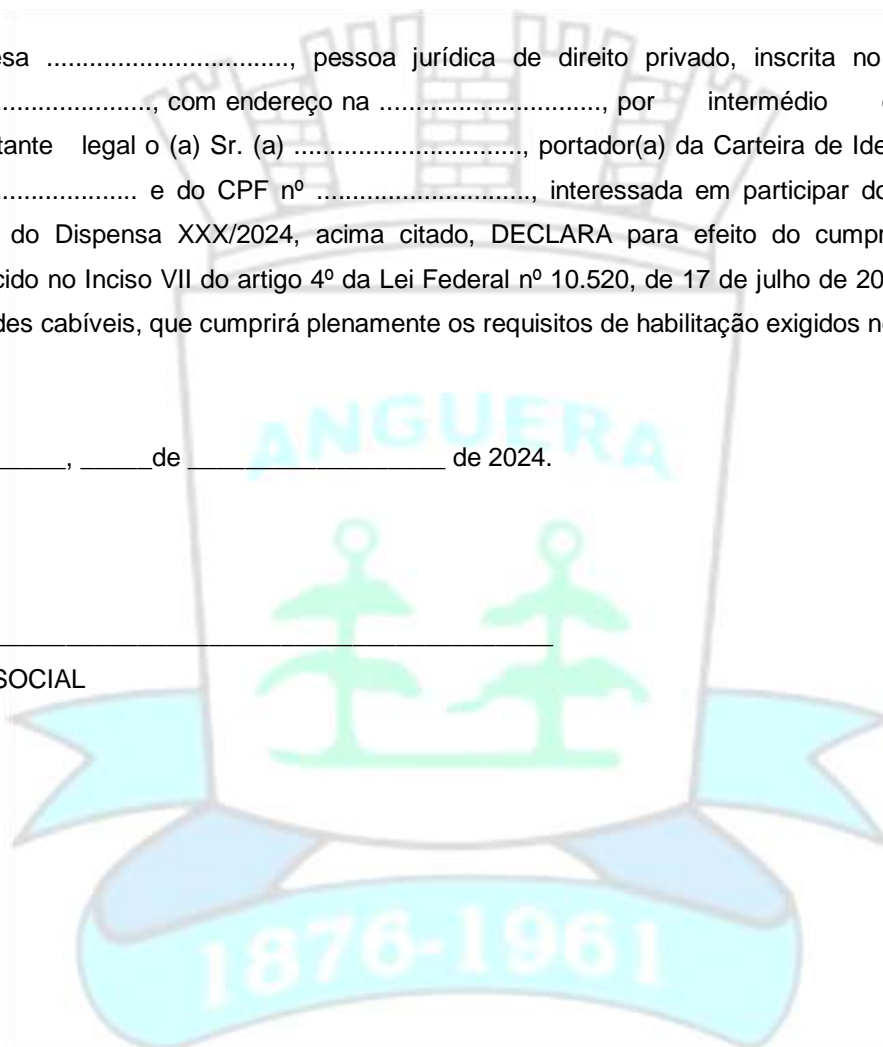 esa .................................., pessoa jurídica de direito privado, inscrita no
......................, com endereço na ..............................., por intermédio
tante legal o (a) Sr. (a) ................................, portador(a) da Carteira de Ide
.................... e do CPF nº .............................., interessada em participar do
do Dispensa XXX/2024, acima citado, DECLARA para efeito do cumpr
cido no Inciso VII do artigo 4º da Lei Federal nº 10.520, de 17 de julho de 20
des cabíveis, que cumprirá plenamente os requisitos de habilitação exigidos n
_____, _____de __________________ de 2024.
ANGUERA
_______________________________________
SOCIAL
1876-1961